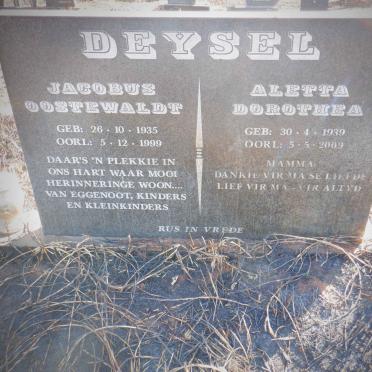 DEYSEL
JACOBUS
OOSTEWALDT
GEB: 26 - 10 - 1935
OORL: 5 - 12 - 1999
DAAR'S 'N PLEKKIE IN
ONS HART WAAR MOOI
HERINNERINGE WOON....
VAN EGGENOOT, KINDERS
EN KLEINKINDERS
ALETTA
DOROTHEA
GEB: 30 - 4 - 1939
OORL: 5 - 5 - 2009
MAMMA
DANKIE VIR MA SE LIEFDE
LIEF VIR MA - VIR ALTYD
RUS IN VREDE